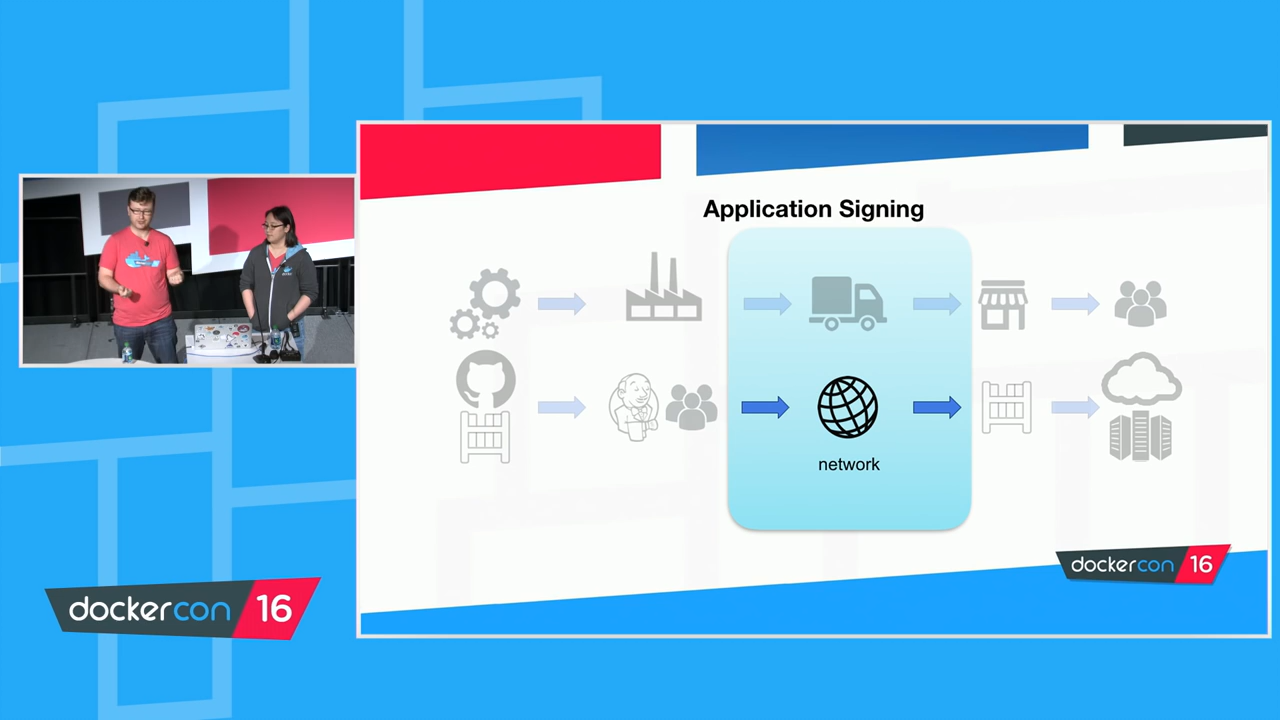 Application Signing
network
dockercon 16
dockercon 16